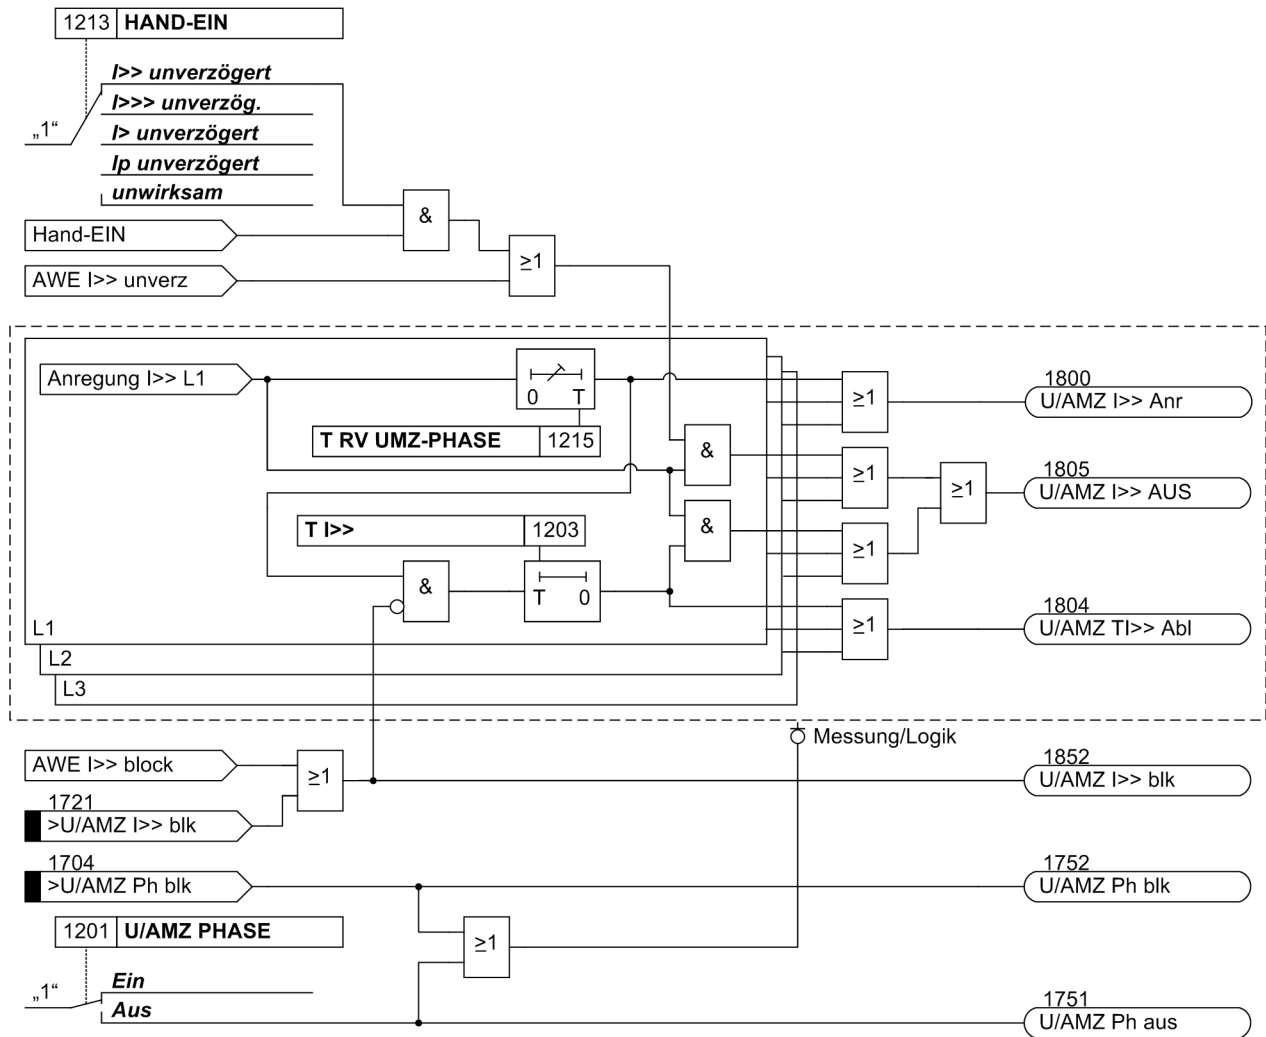 1213 HAND-EIN
I>> unverzögert
I>>> unverzög.
„1“
I> unverzögert
Ip unverzögert
unwirksam
&
Hand-EIN
≥1
AWE I>> unverz
Anregung I>> L1
0 T
T RV UMZ-PHASE 1215
≥1
1800
U/AMZ I>> Anr
&
≥1
≥1
1805
U/AMZ I>> AUS
T I>> 1203
&
≥1
&
T 0
≥1
1804
U/AMZ TI>> Abl
L1
L2
L3
Messung/Logik
AWE I>> block
≥1
1852
U/AMZ I>> blk
1721
>U/AMZ I>> blk
1704
>U/AMZ Ph blk
1752
U/AMZ Ph blk
1201 U/AMZ PHASE
≥1
„1“
Ein
Aus
1751
U/AMZ Ph aus